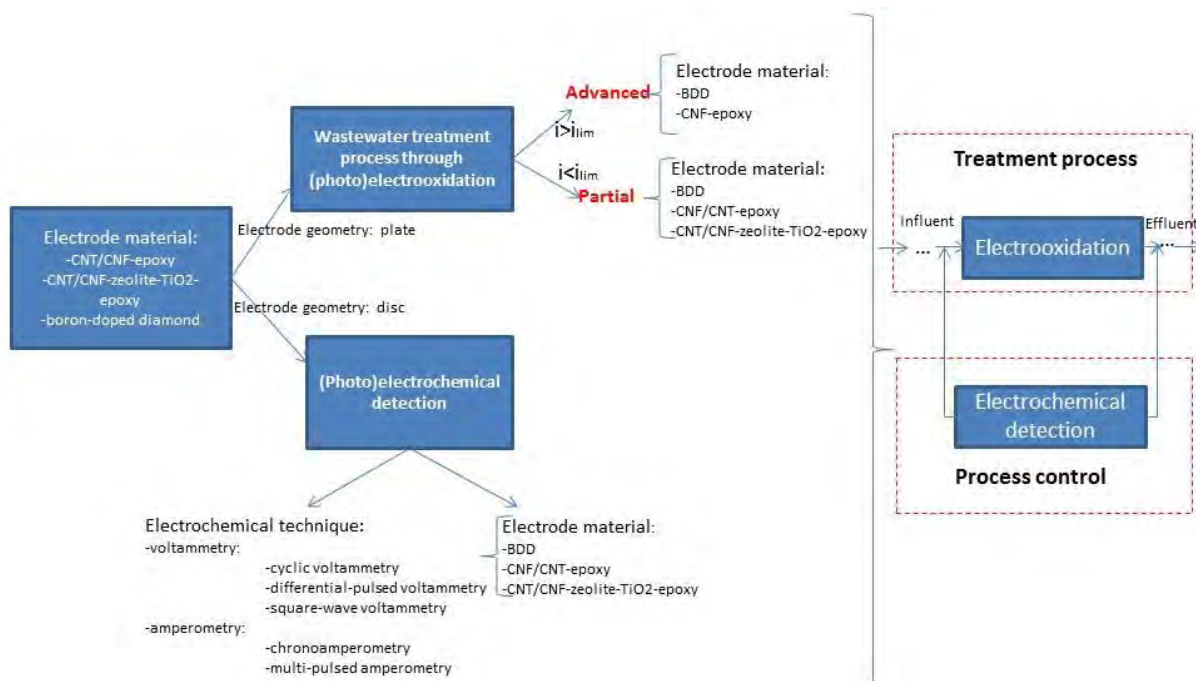 Electrode material:
-CNT/CNF-epoxy
-CNT/CNF-zeolite-TiO2-
epoxy
-boron-doped diamond
Electrode geometry: plate
Electrode geometry: disc
Wastewater treatment
process through
(photo)electrooxidation
i>ilim
i<ilim
Advanced
Electrode material:
-BDD
-CNF-epoxy
Partial
Electrode material:
-BDD
-CNF/CNT-epoxy
-CNT/CNF-zeolite-TiO2-epoxy
(Photo)electrochemical
detection
Electrochemical technique:
-voltammetry:
-cyclic voltammetry
-differential-pulsed voltammetry
-square-wave voltammetry
-amperometry:
-chronoamperometry
-multi-pulsed amperometry
Electrode material:
-BDD
-CNF/CNT-epoxy
-CNT/CNF-zeolite-TiO2-epoxy
Treatment process
Influent
...
Electrooxidation
Effluent
...
Electrochemical
detection
Process control